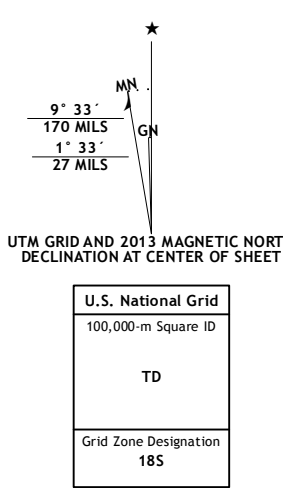 ★
MN
9° 33´
170 MILS
GN
1° 33´
27 MILS
UTM GRID AND 2013 MAGNETIC NORT
DECLINATION AT CENTER OF SHEET
U.S. National Grid
100,000-m Square ID
TD
Grid Zone Designation
18S